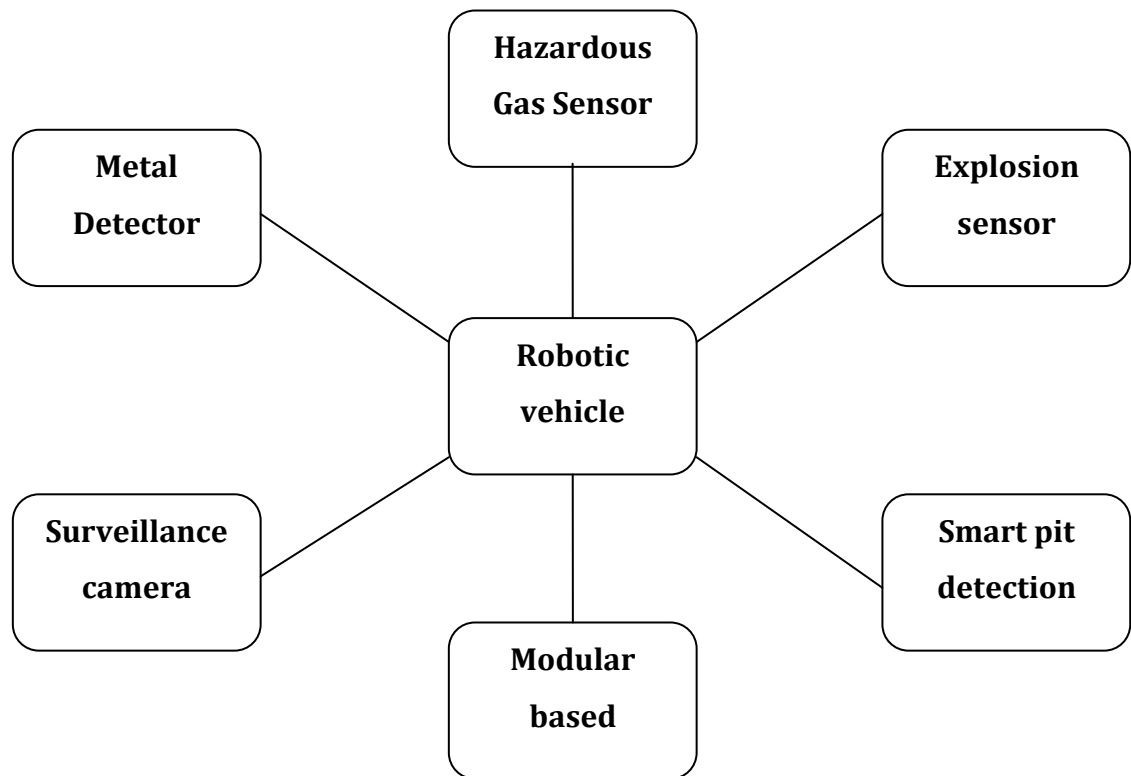 Hazardous
Gas Sensor
Metal
Detector
Explosion
sensor
Robotic
vehicle
Surveillance
camera
Smart pit
detection
Modular
based